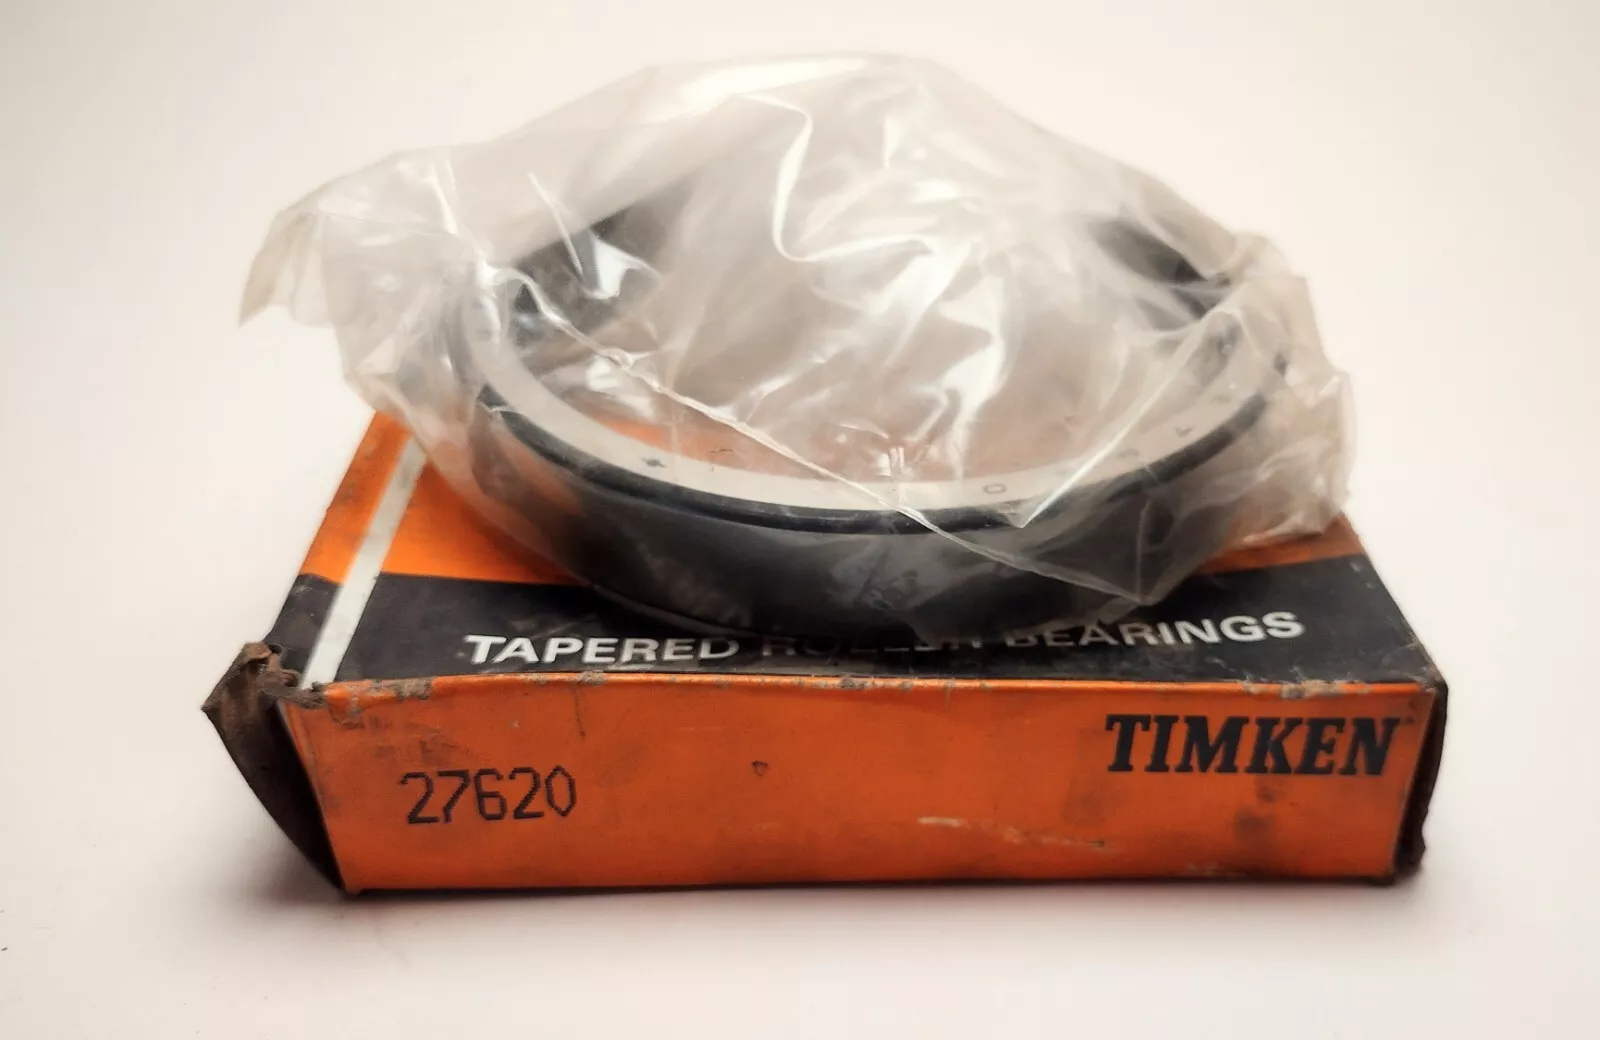 TAPERED ROLLER BEARINGS
TIMKEN
27620